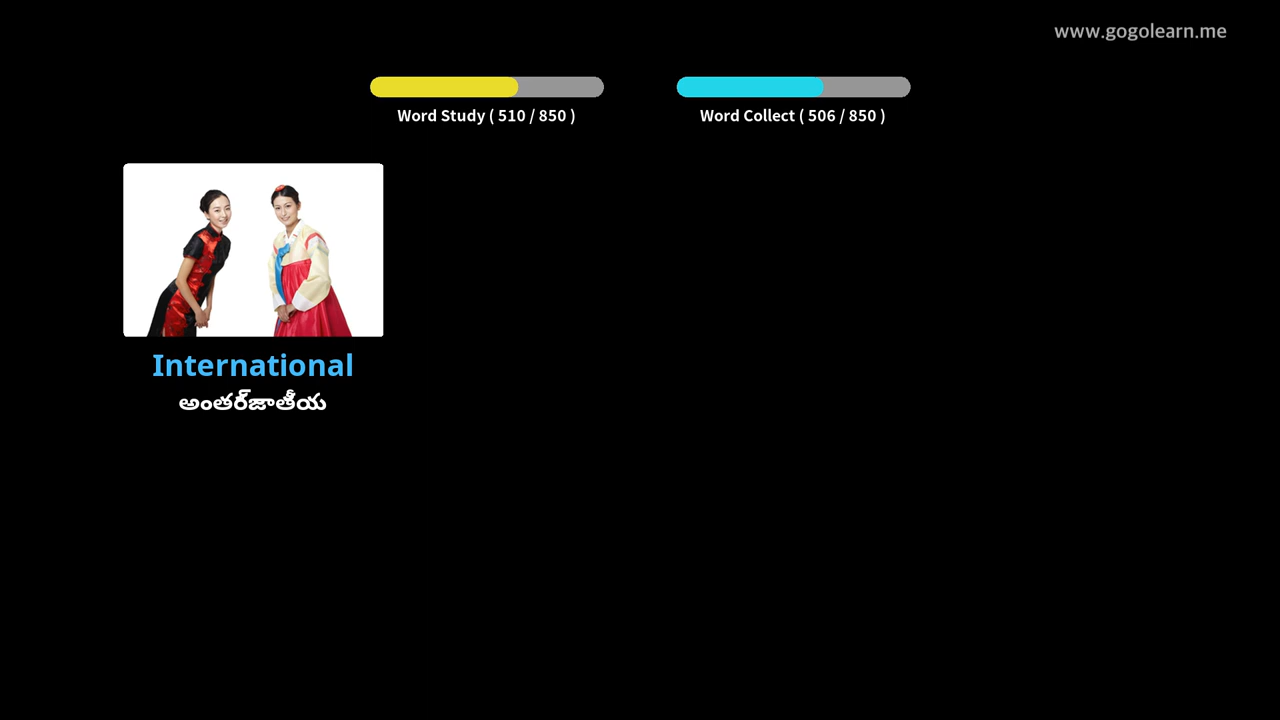 www.gogolearn.me
Word Study ( 510 / 850 )
Word Collect ( 506 / 850 )
International
అంతర్జాతీయ